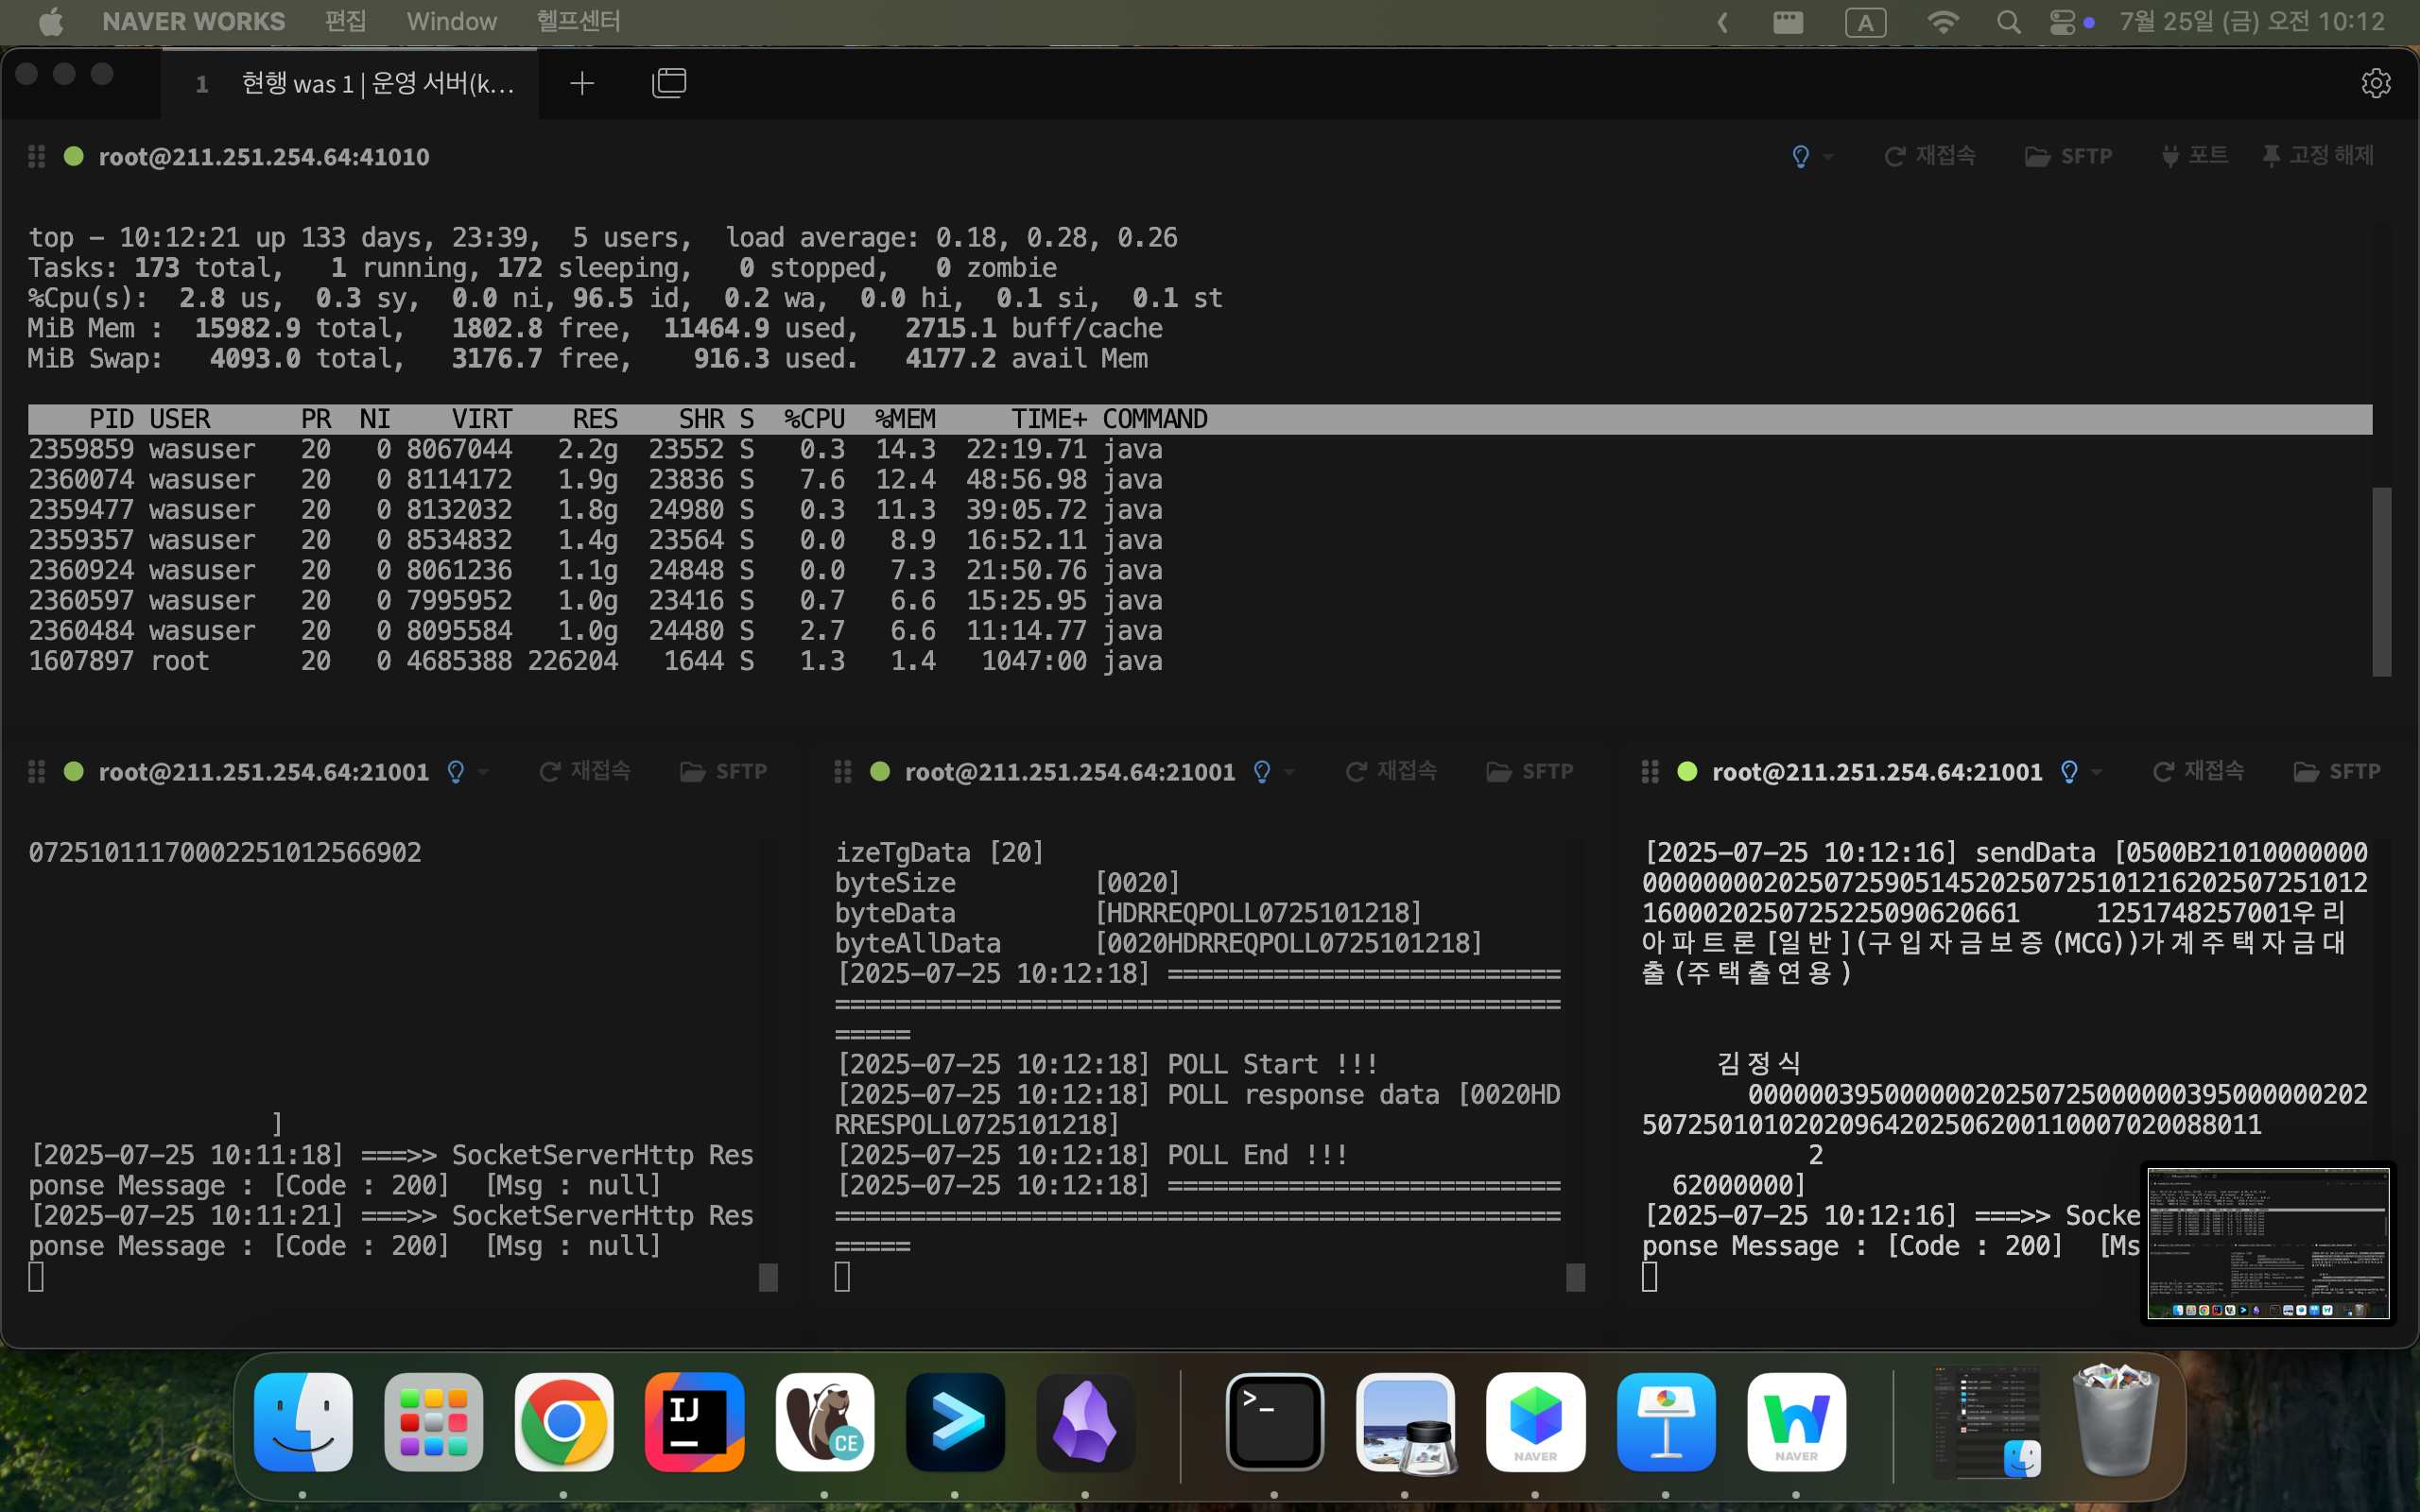 NAVER WORKS 편집 Window 헬프센터 A 7월 25일 (금) 오전 10:12
1 현행 was 1 | 운영 서버(k...
root@211.251.254.64:41010 재접속 SFTP 포트 고정 해제
top - 10:12:21 up 133 days, 23:39, 5 users, load average: 0.18, 0.28, 0.26
Tasks: 173 total, 1 running, 172 sleeping, 0 stopped, 0 zombie
%Cpu(s): 2.8 us, 0.3 sy, 0.0 ni, 96.5 id, 0.2 wa, 0.0 hi, 0.1 si, 0.1 st
MiB Mem : 15982.9 total, 1802.8 free, 11464.9 used, 2715.1 buff/cache
MiB Swap: 4093.0 total, 3176.7 free, 916.3 used. 4177.2 avail Mem
PID USER PR NI VIRT RES SHR S %CPU %MEM TIME+ COMMAND
2359859 wasuser 20 0 8067044 2.2g 23552 S 0.3 14.3 22:19.71 java
2360074 wasuser 20 0 8114172 1.9g 23836 S 7.6 12.4 48:56.98 java
2359477 wasuser 20 0 8132032 1.8g 24980 S 0.3 11.3 39:05.72 java
2359357 wasuser 20 0 8534832 1.4g 23564 S 0.0 8.9 16:52.11 java
2360924 wasuser 20 0 8061236 1.1g 24848 S 0.0 7.3 21:50.76 java
2360597 wasuser 20 0 7995952 1.0g 23416 S 0.7 6.6 15:25.95 java
2360484 wasuser 20 0 8095584 1.0g 24480 S 2.7 6.6 11:14.77 java
1607897 root 20 0 4685388 226204 1644 S 1.3 1.4 1047:00 java
root@211.251.254.64:21001 재접속 SFTP
07251011170002251012566902
]
[2025-07-25 10:11:18] ===>> SocketServerHttp Res
ponse Message : [Code : 200] [Msg : null]
[2025-07-25 10:11:21] ===>> SocketServerHttp Res
ponse Message : [Code : 200] [Msg : null]
root@211.251.254.64:21001 재접속 SFTP
izeTgData [20]
byteSize [0020]
byteData [HDRREQPOLL0725101218]
byteAllData [0020HDRREQPOLL0725101218]
[2025-07-25 10:12:18] ==========================
================================================
=====
[2025-07-25 10:12:18] POLL Start !!!
[2025-07-25 10:12:18] POLL response data [0020HD
RRESPOLL0725101218]
[2025-07-25 10:12:18] POLL End !!!
[2025-07-25 10:12:18] ==========================
================================================
=====
root@211.251.254.64:21001 재접속 SFTP
[2025-07-25 10:12:16] sendData [0500B21010000000
000000002025072590514520250725101216202507251012
16000202507252250906206​61 1251748257001우리
아파트론[일반](구입자금보증(MCG))가계주택자금대
출(주택출연용)
김정식
00000039500000020250725000000395000000202
50725010102020964202506200110007020088011
2
62000000]
[2025-07-25 10:12:16] ===>> Socke
ponse Message : [Code : 200] [Ms
IJ
CE
>_
NAVER
NAVER